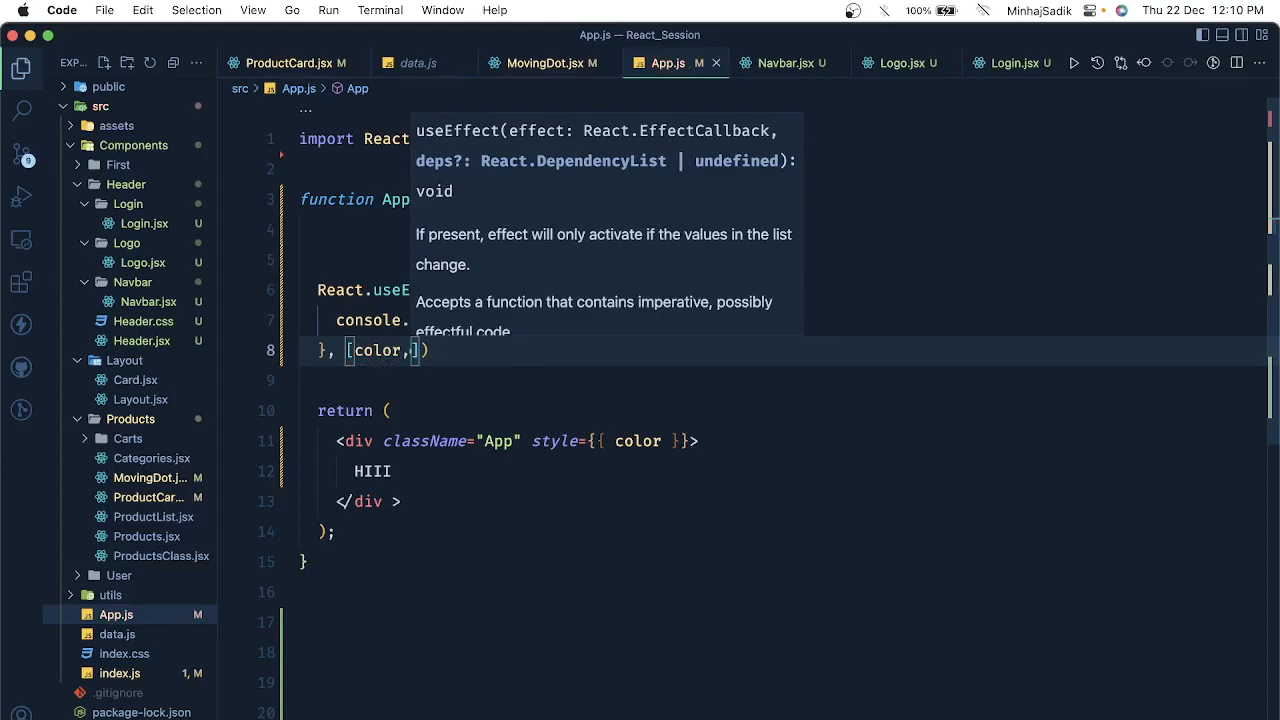 Code File Edit Selection View Go Run Terminal Window Help 100% MinhajSadik Thu 22 Dec 12:10 PM
App.js — React_Session
EXP... ···
ProductCard.jsx M data.js MovingDot.jsx M App.js M Navbar.jsx U Logo.jsx U Login.jsx U ···
public
src
assets
Components
First
Header
Login
Login.jsx U
Logo
Logo.jsx U
Navbar
Navbar.jsx U
Header.css U
Header.jsx U
Layout
Card.jsx
Layout.jsx
Products
Carts
Categories.jsx
MovingDot.j... M
ProductCar... M
ProductList.jsx
Products.jsx
ProductsClass.jsx
User
utils
App.js M
data.js
index.css
index.js 1, M
.gitignore
package-lock.json
9
src > App.js > App
...
1 import React
2
3 function App
4
5
6 React.useE
7 console.
8 }, [color,])
9
10 return (
11 <div className="App" style={{ color }}>
12 HIII
13 </div >
14 );
15 }
16
17
18
19
20
useEffect(effect: React.EffectCallback,
deps?: React.DependencyList | undefined):
void
If present, effect will only activate if the values in the list
change.
Accepts a function that contains imperative, possibly
effectful code.